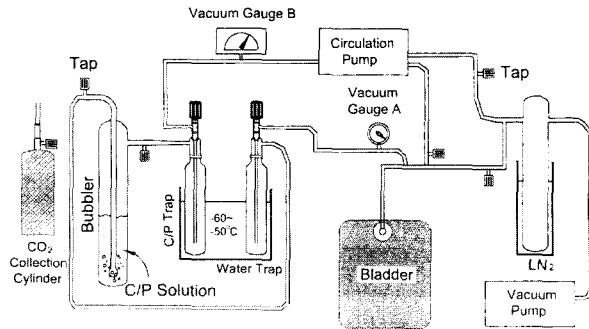 Vacuum Gauge B
Circulation
Pump
Tap
Tap
Vacuum
Gauge A
Bubbler
C/P Trap
-60~
-50°C
CO₂
Collection
Cylinder
Water Trap
C/P Solution
Bladder
LN₂
Vacuum
Pump